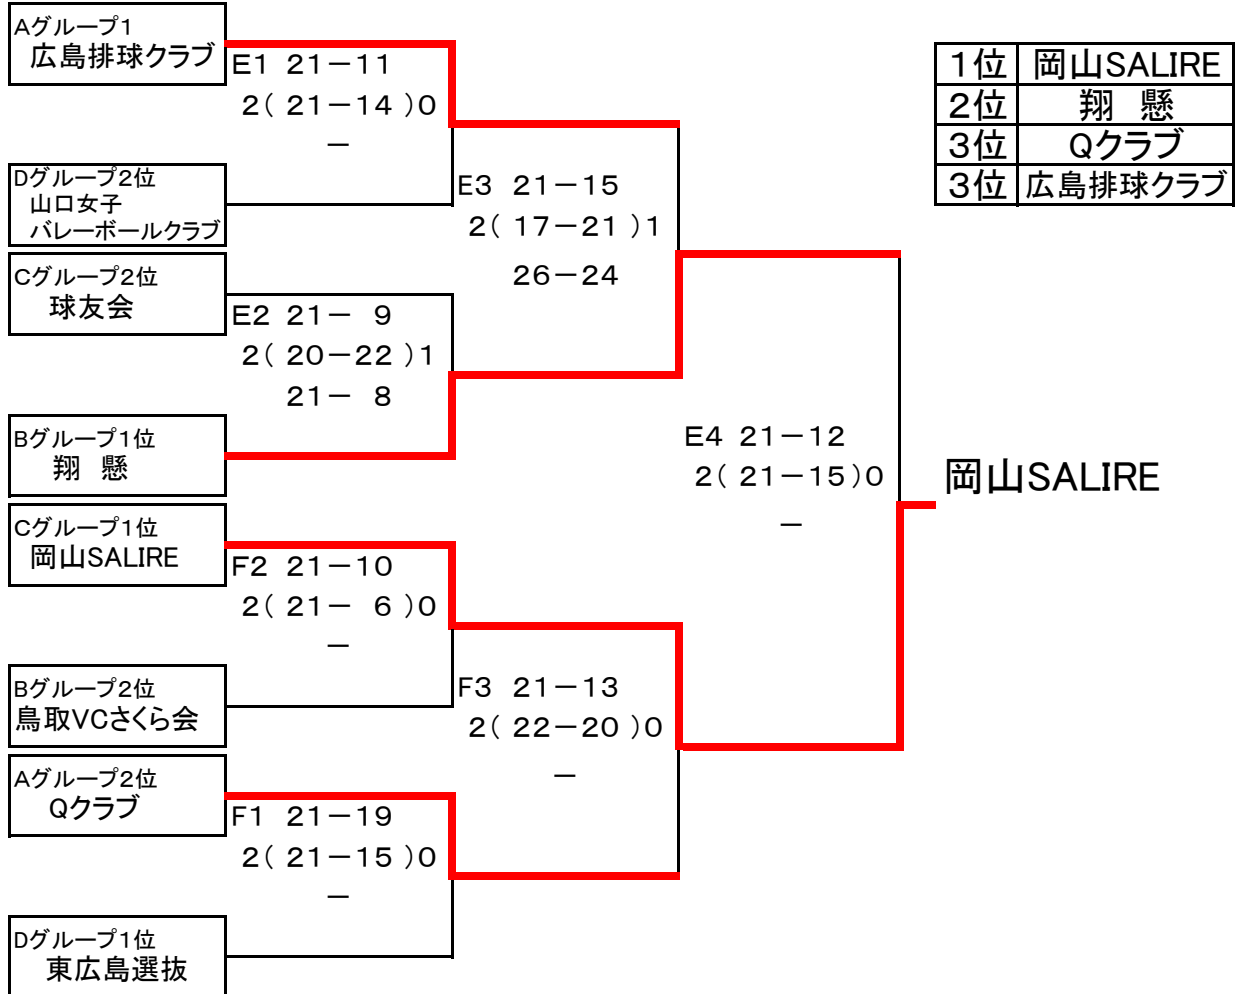 Aグループ1
広島排球クラブ
E1 21－11
2( 21－14 )0
－
Dグループ2位
山口女子
バレーボールクラブ
E3 21－15
2( 17－21 )1
26－24
Cグループ2位
球友会
E2 21－ 9
2( 20－22 )1
21－ 8
Bグループ1位
翔 懸
E4 21－12
2( 21－15)0
－
岡山SALIRE
Cグループ1位
岡山SALIRE
F2 21－10
2( 21－ 6 )0
－
Bグループ2位
鳥取VCさくら会
F3 21－13
2( 22－20 )0
－
Aグループ2位
Qクラブ
F1 21－19
2( 21－15 )0
－
Dグループ1位
東広島選抜
1位 岡山SALIRE
2位 翔 懸
3位 Qクラブ
3位 広島排球クラブ